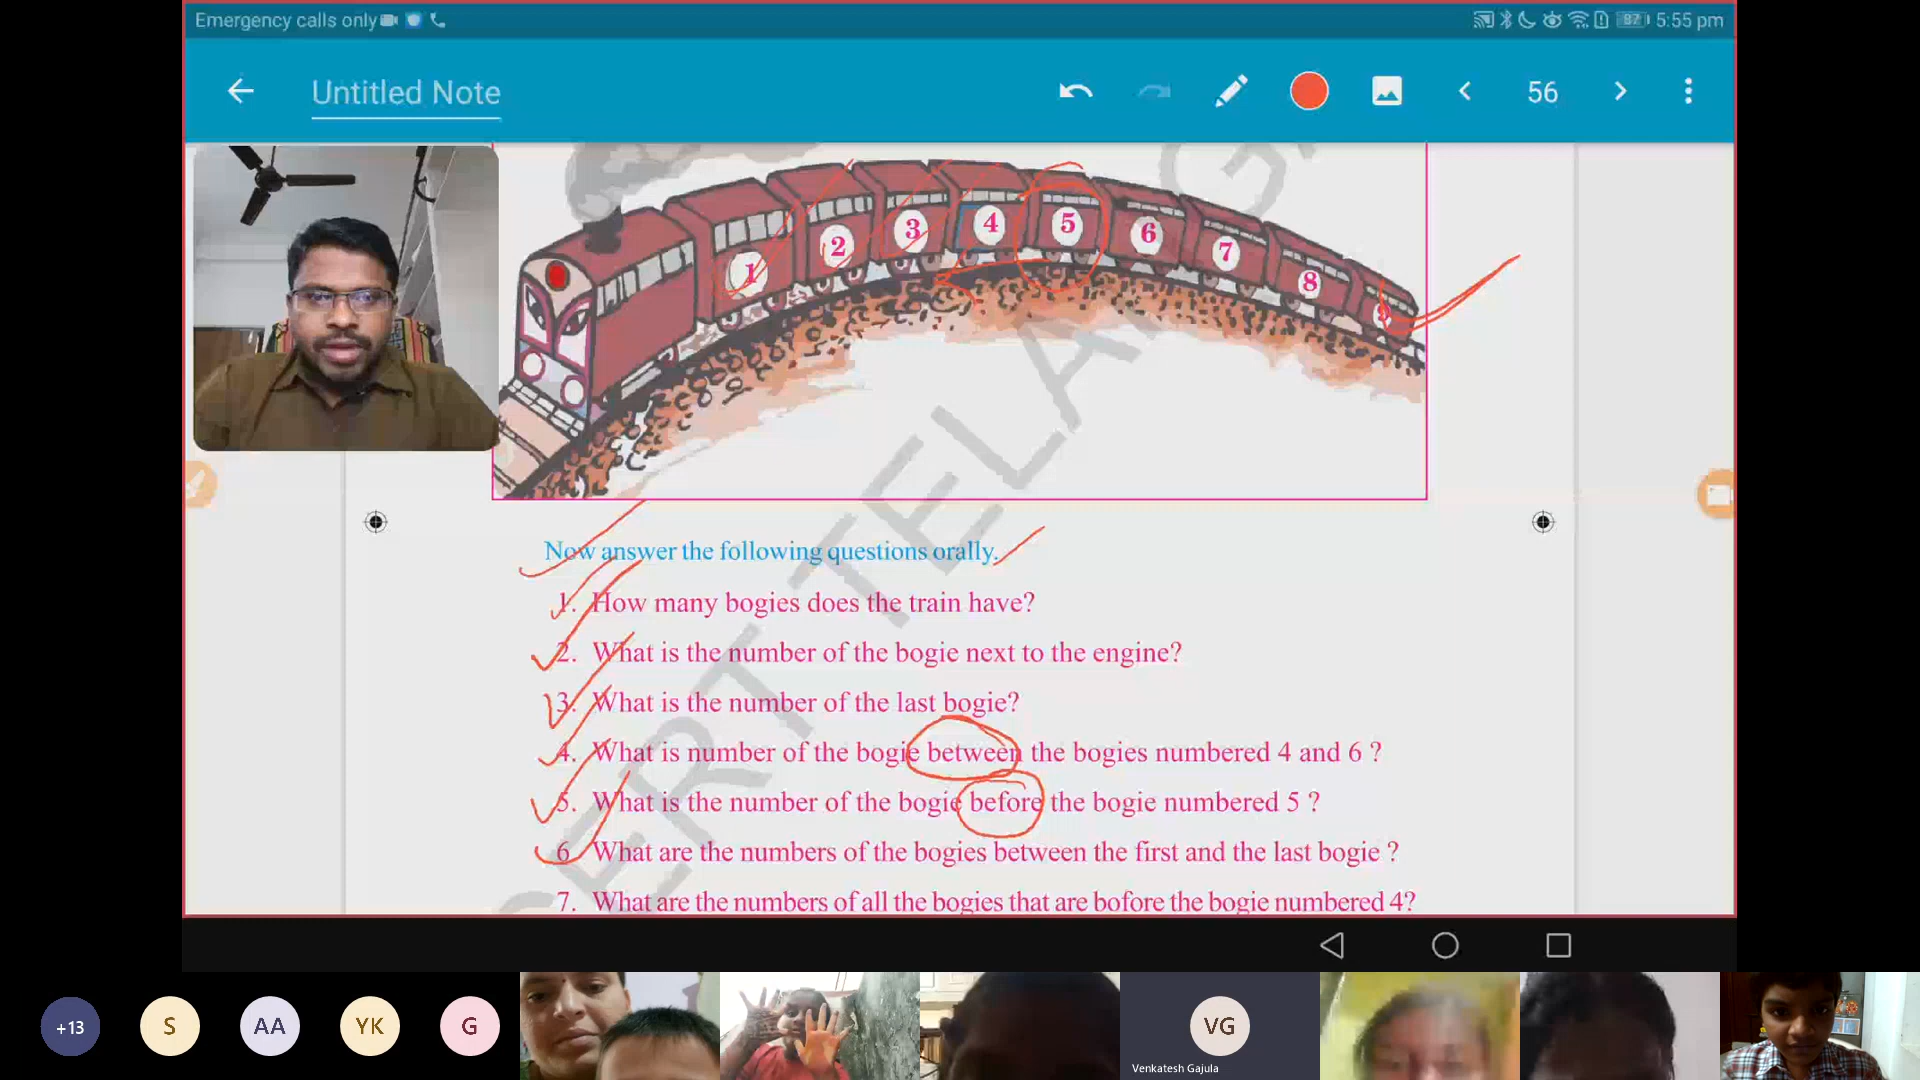 Emergency calls only
87 5:55 pm
Untitled Note
56
1 2 3 4 5 6 7 8 9
Now answer the following questions orally.
1. How many bogies does the train have?
2. What is the number of the bogie next to the engine?
3. What is the number of the last bogie?
4. What is number of the bogie between the bogies numbered 4 and 6 ?
5. What is the number of the bogie before the bogie numbered 5 ?
6. What are the numbers of the bogies between the first and the last bogie ?
7. What are the numbers of all the bogies that are bofore the bogie numbered 4?
ERT TELA
+13 S AA YK G VG
Venkatesh Gajula